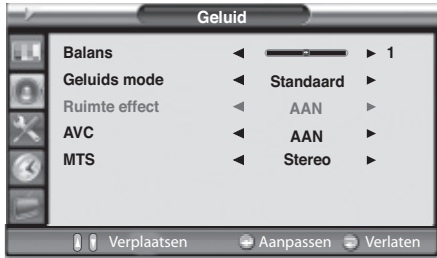 Geluid
Balans 1
Geluids mode Standaard
Ruimte effect AAN
AVC AAN
MTS Stereo
Verplaatsen Aanpassen Verlaten